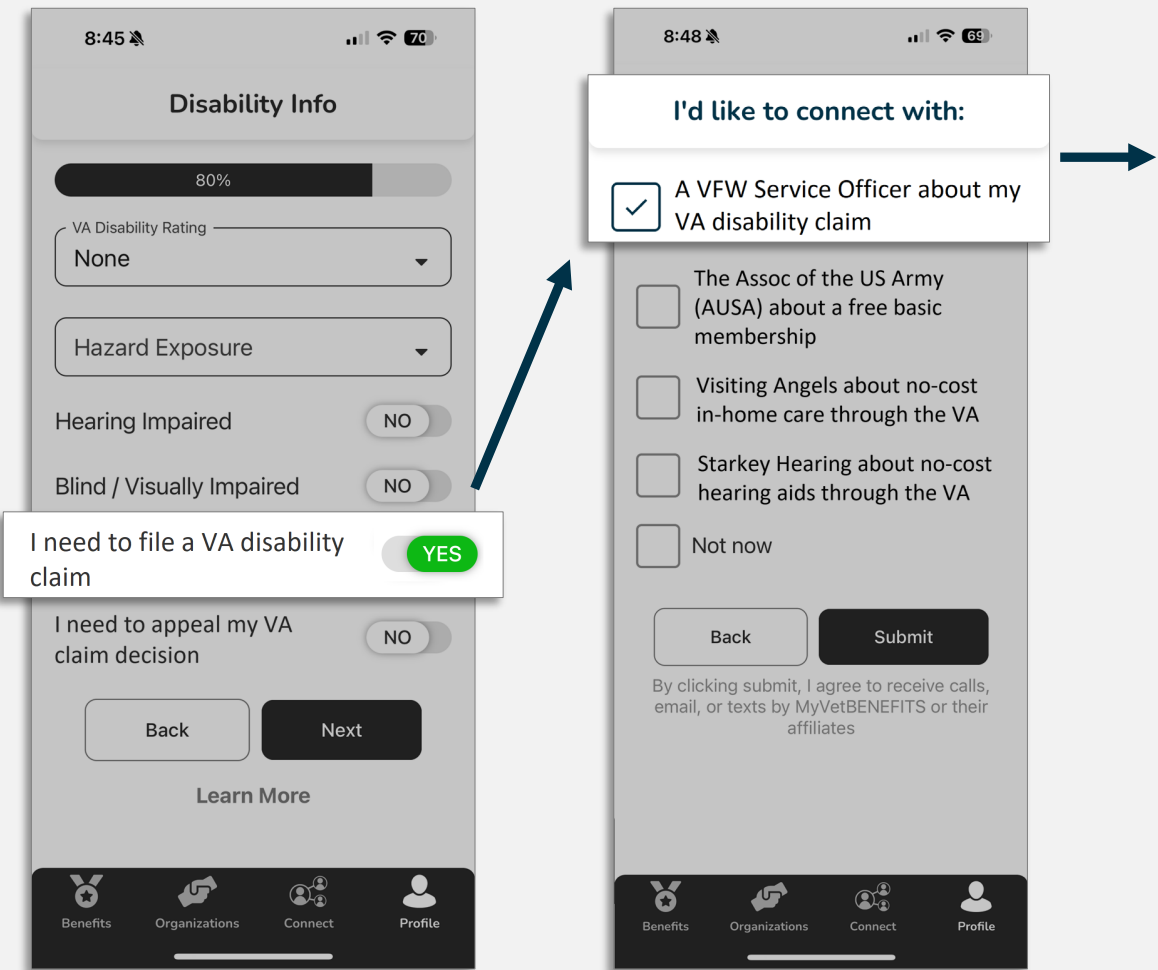 8:45
70
Disability Info
80%
VA Disability Rating
None
Hazard Exposure
Hearing Impaired
NO
Blind / Visually Impaired
NO
I need to file a VA disability
claim
YES
I need to appeal my VA
claim decision
NO
Back
Next
Learn More
Benefits
Organizations
Connect
Profile
8:48
69
I'd like to connect with:
A VFW Service Officer about my
VA disability claim
The Assoc of the US Army
(AUSA) about a free basic
membership
Visiting Angels about no-cost
in-home care through the VA
Starkey Hearing about no-cost
hearing aids through the VA
Not now
Back
Submit
By clicking submit, I agree to receive calls,
email, or texts by MyVetBENEFITS or their
affiliates
Benefits
Organizations
Connect
Profile